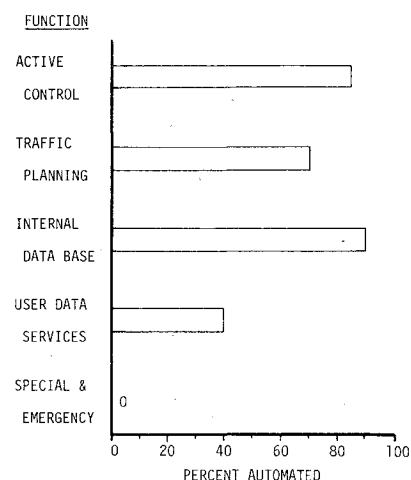 FUNCTION
ACTIVE
CONTROL
TRAFFIC
PLANNING
INTERNAL
DATA BASE
USER DATA
SERVICES
SPECIAL &
EMERGENCY
0
0 20 40 60 80 100
PERCENT AUTOMATED